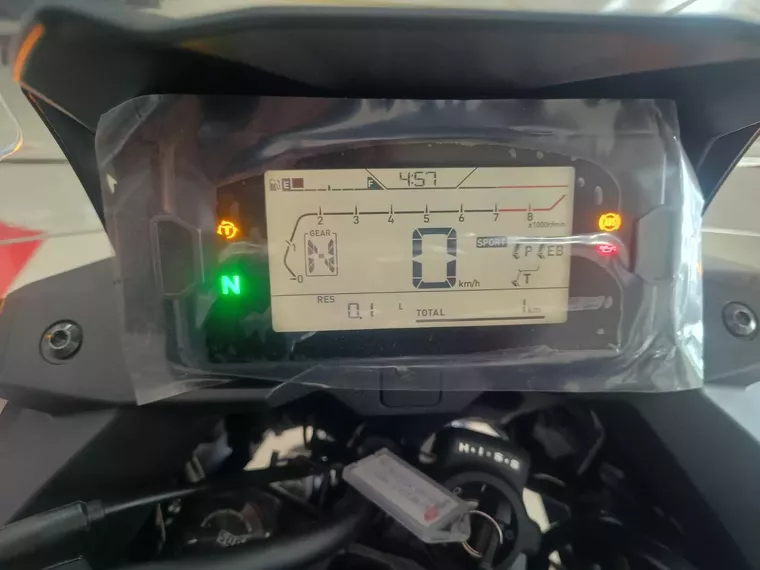 E F 4:57
2 3 4 5 6 7 8
x1000r/min
1
GEAR
N
0
0 km/h
SPORT P EB
T
T
ABS
N
RES 0.1 L
TOTAL 1 km
H·I·S·S